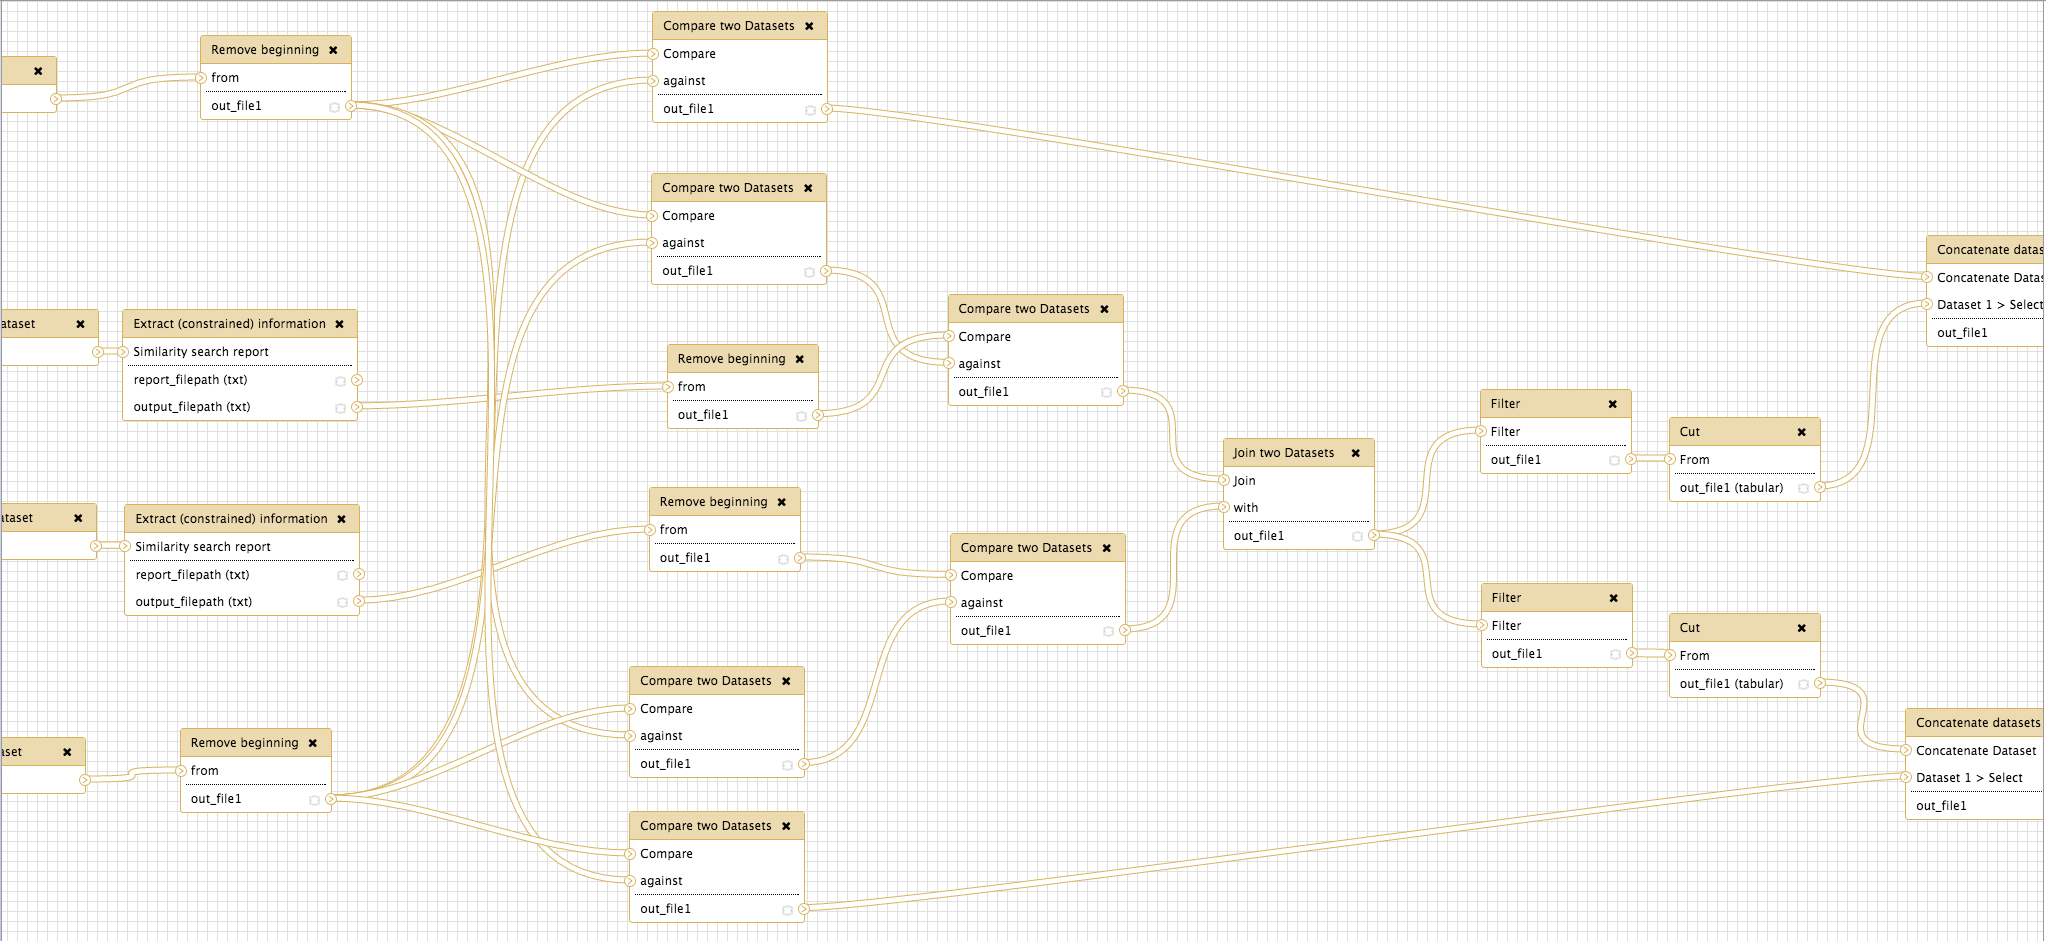 Remove beginning
from
out_file1
Compare two Datasets
Compare
against
out_file1
Compare two Datasets
Compare
against
out_file1
ataset
Extract (constrained) information
Similarity search report
report_filepath (txt)
output_filepath (txt)
Remove beginning
from
out_file1
Compare two Datasets
Compare
against
out_file1
Concatenate datas
Concatenate Datas
Dataset 1 > Select
out_file1
Join two Datasets
Join
with
out_file1
Filter
Filter
out_file1
Cut
From
out_file1 (tabular)
ataset
Extract (constrained) information
Similarity search report
report_filepath (txt)
output_filepath (txt)
Remove beginning
from
out_file1
Compare two Datasets
Compare
against
out_file1
Filter
Filter
out_file1
Cut
From
out_file1 (tabular)
aset
Remove beginning
from
out_file1
Compare two Datasets
Compare
against
out_file1
Compare two Datasets
Compare
against
out_file1
Concatenate datasets
Concatenate Dataset
Dataset 1 > Select
out_file1